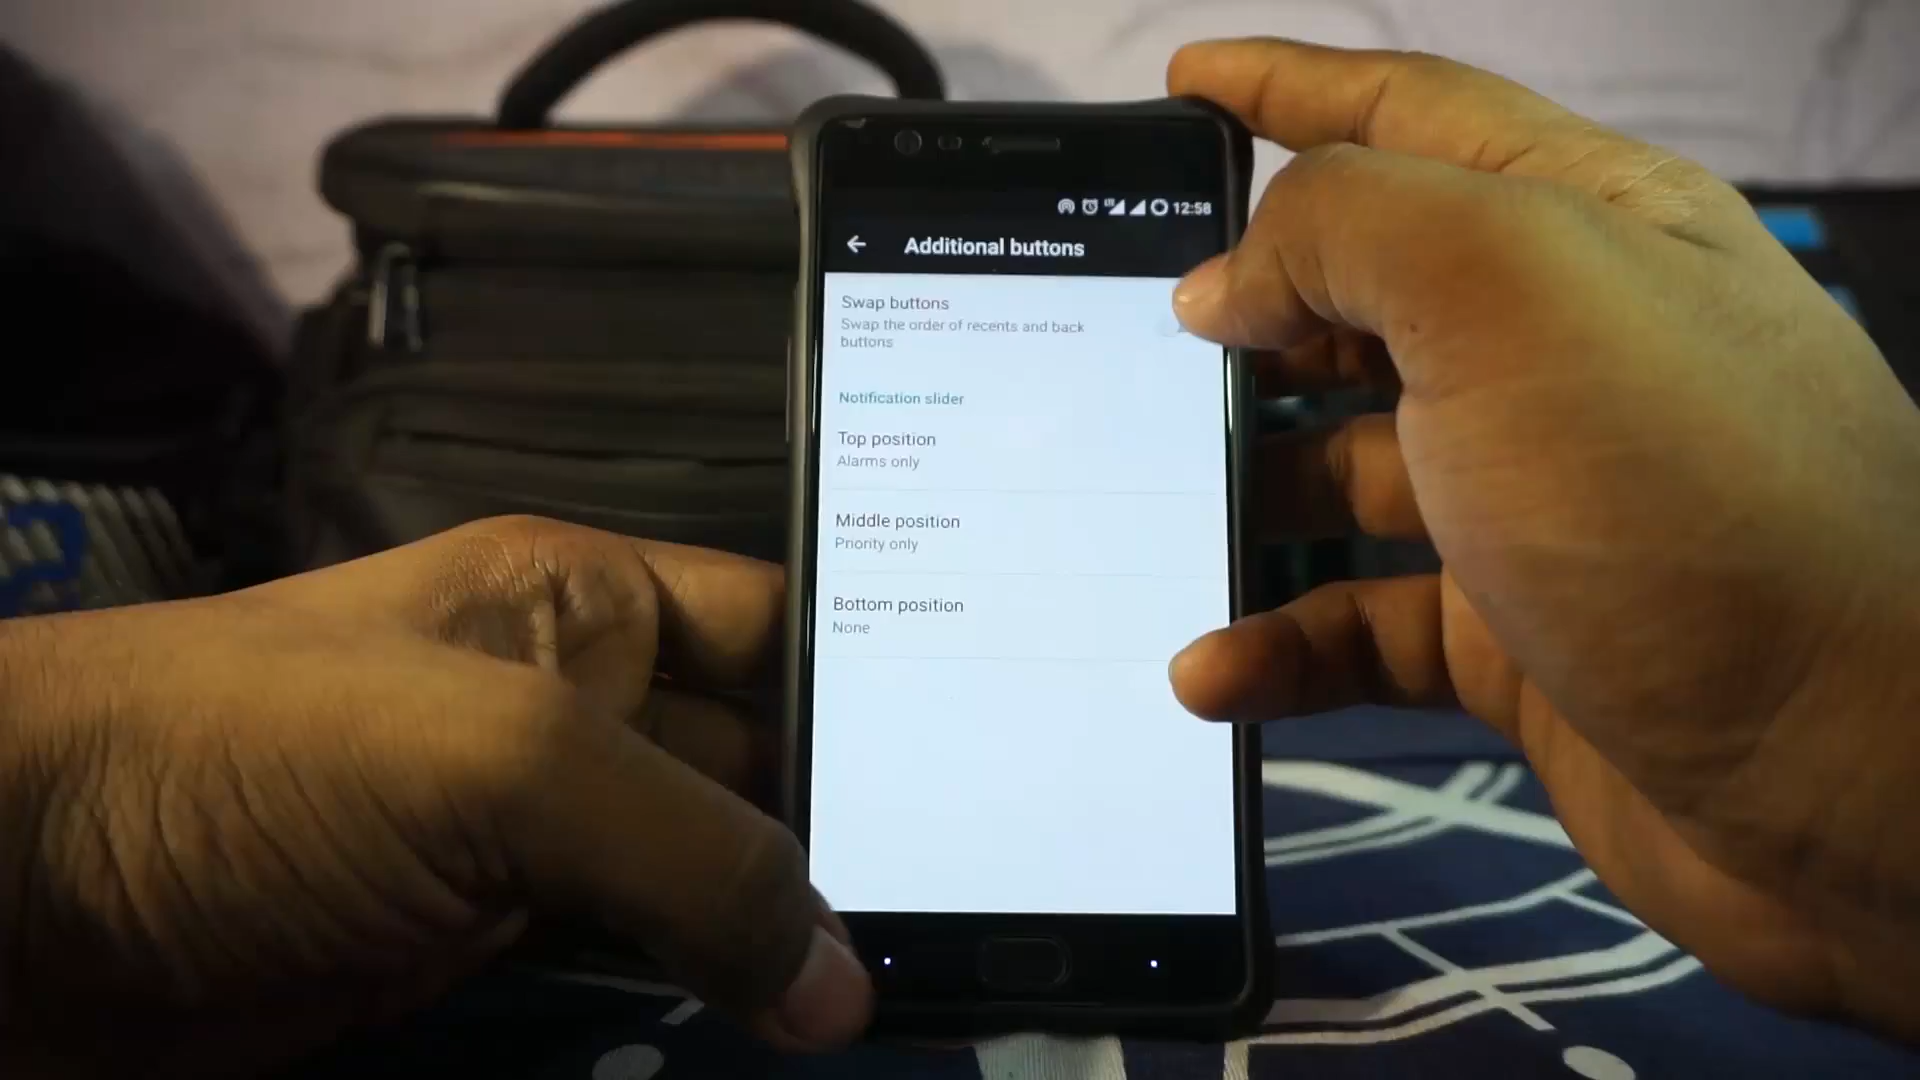 12:58
Additional buttons
Swap buttons
Swap the order of recents and back
buttons
Notification slider
Top position
Alarms only
Middle position
Priority only
Bottom position
None